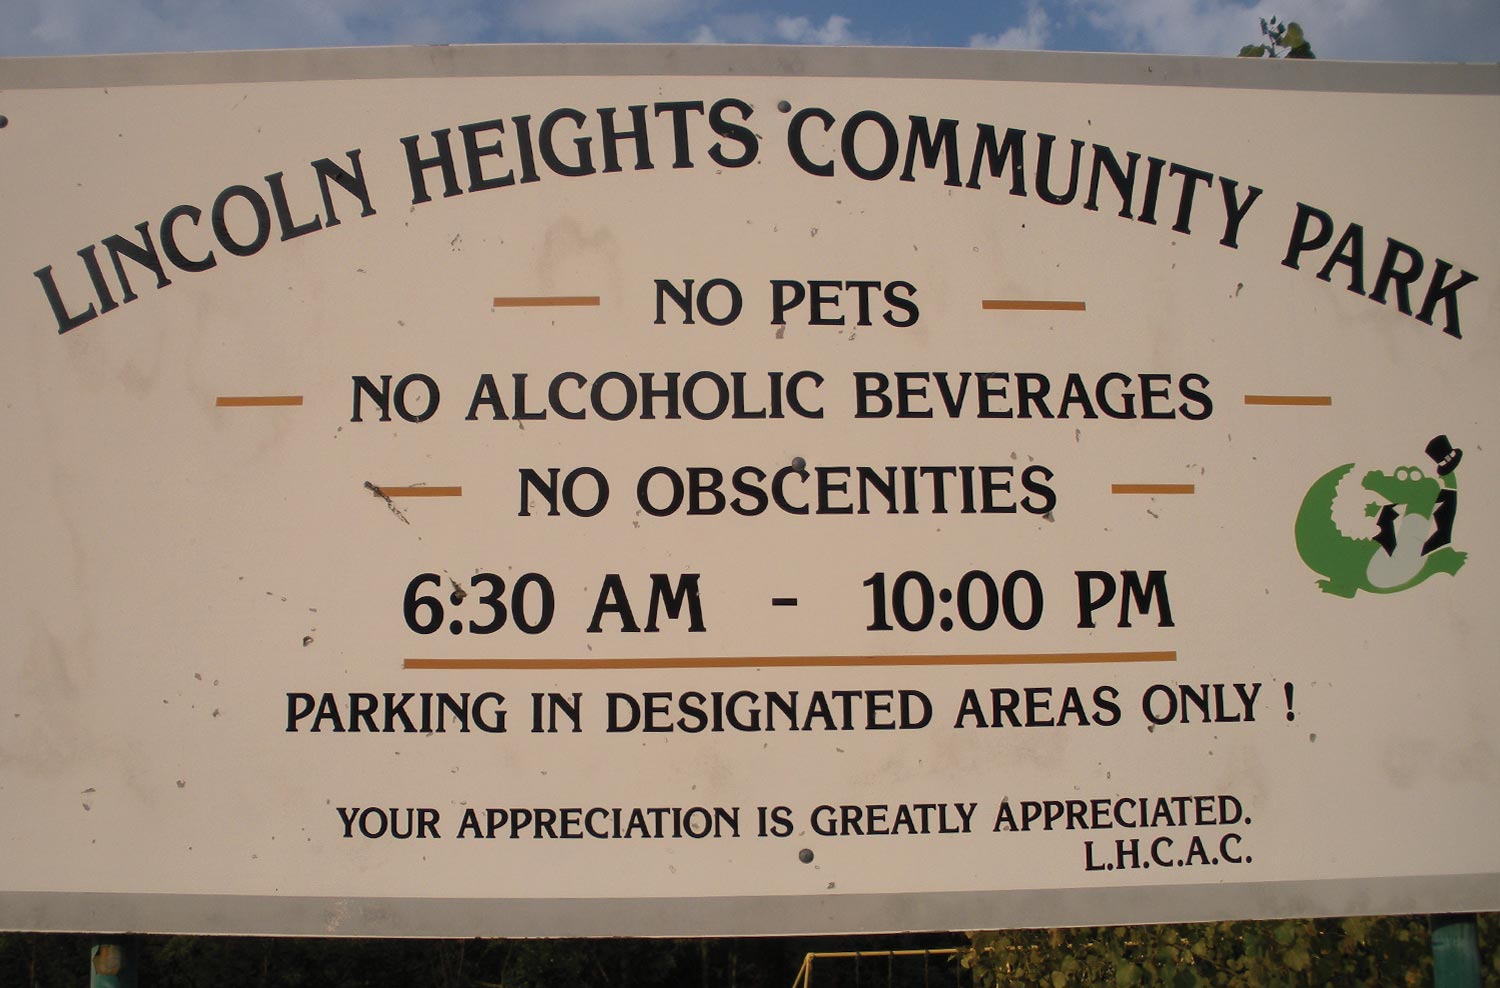 LINCOLN HEIGHTS COMMUNITY PARK
NO PETS
NO ALCOHOLIC BEVERAGES
NO OBSCENITIES
6:30 AM - 10:00 PM
PARKING IN DESIGNATED AREAS ONLY !
YOUR APPRECIATION IS GREATLY APPRECIATED.
L.H.C.A.C.